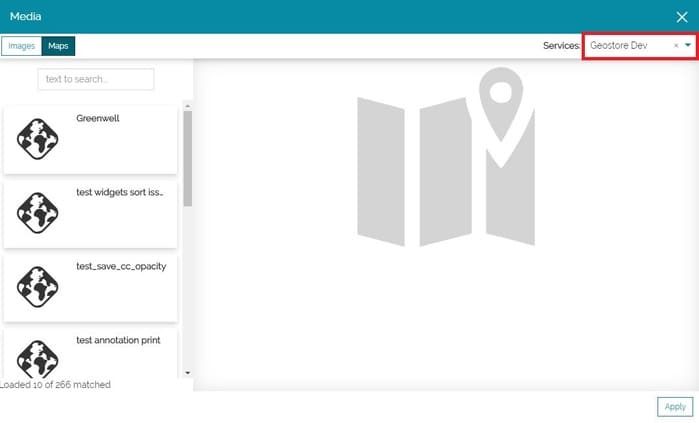 Media
Images Maps Services: Geostore Dev
text to search...
Greenwell
test widgets sort iss...
test_save_cc_opacity
test annotation print
Loaded 10 of 266 matched
Apply